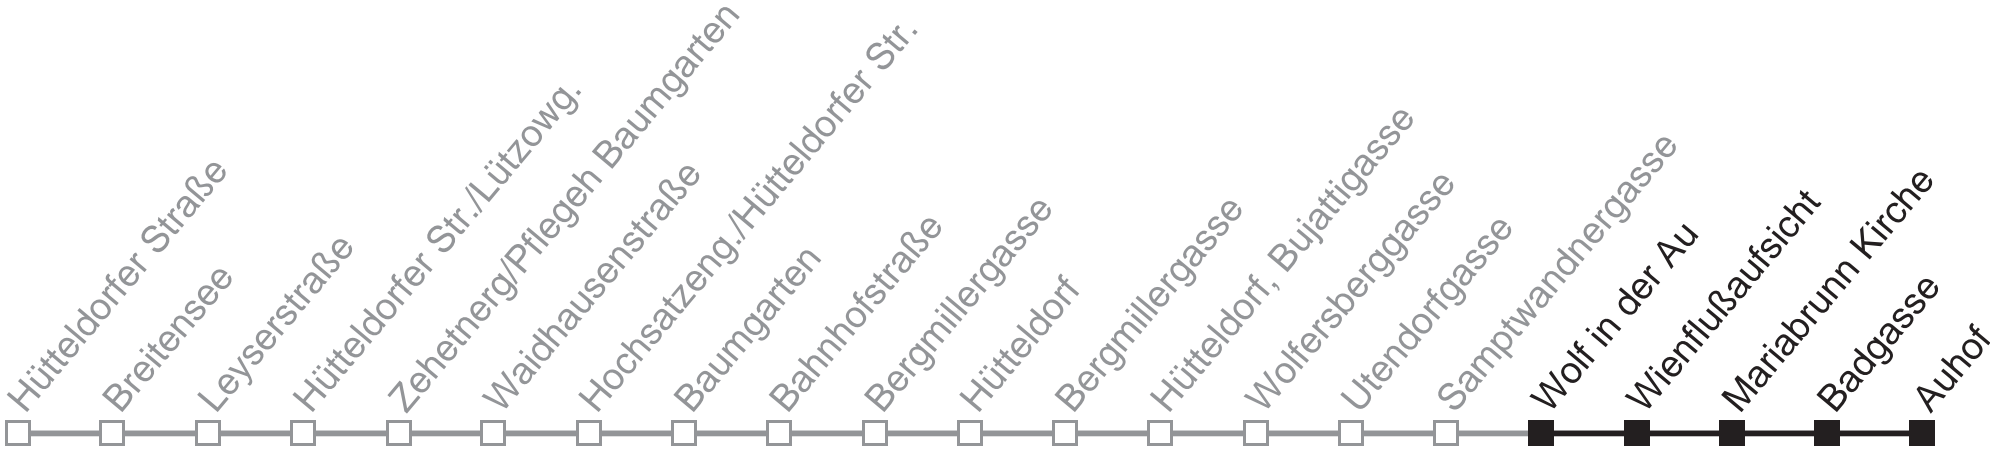 Hütteldorfer Straße
Breitensee
Leyserstraße
Hütteldorfer Str./Lützowg.
Zehetnerg/Pflegeh Baumgarten
Waidhausenstraße
Hochsatzeng./Hütteldorfer Str.
Baumgarten
Bahnhofstraße
Bergmillergasse
Hütteldorf
Bergmillergasse
Hütteldorf, Bujattigasse
Wolfersberggasse
Utendorfgasse
Samptwandnergasse
Wolf in der Au
Wienflußaufsicht
Mariabrunn Kirche
Badgasse
Auhof